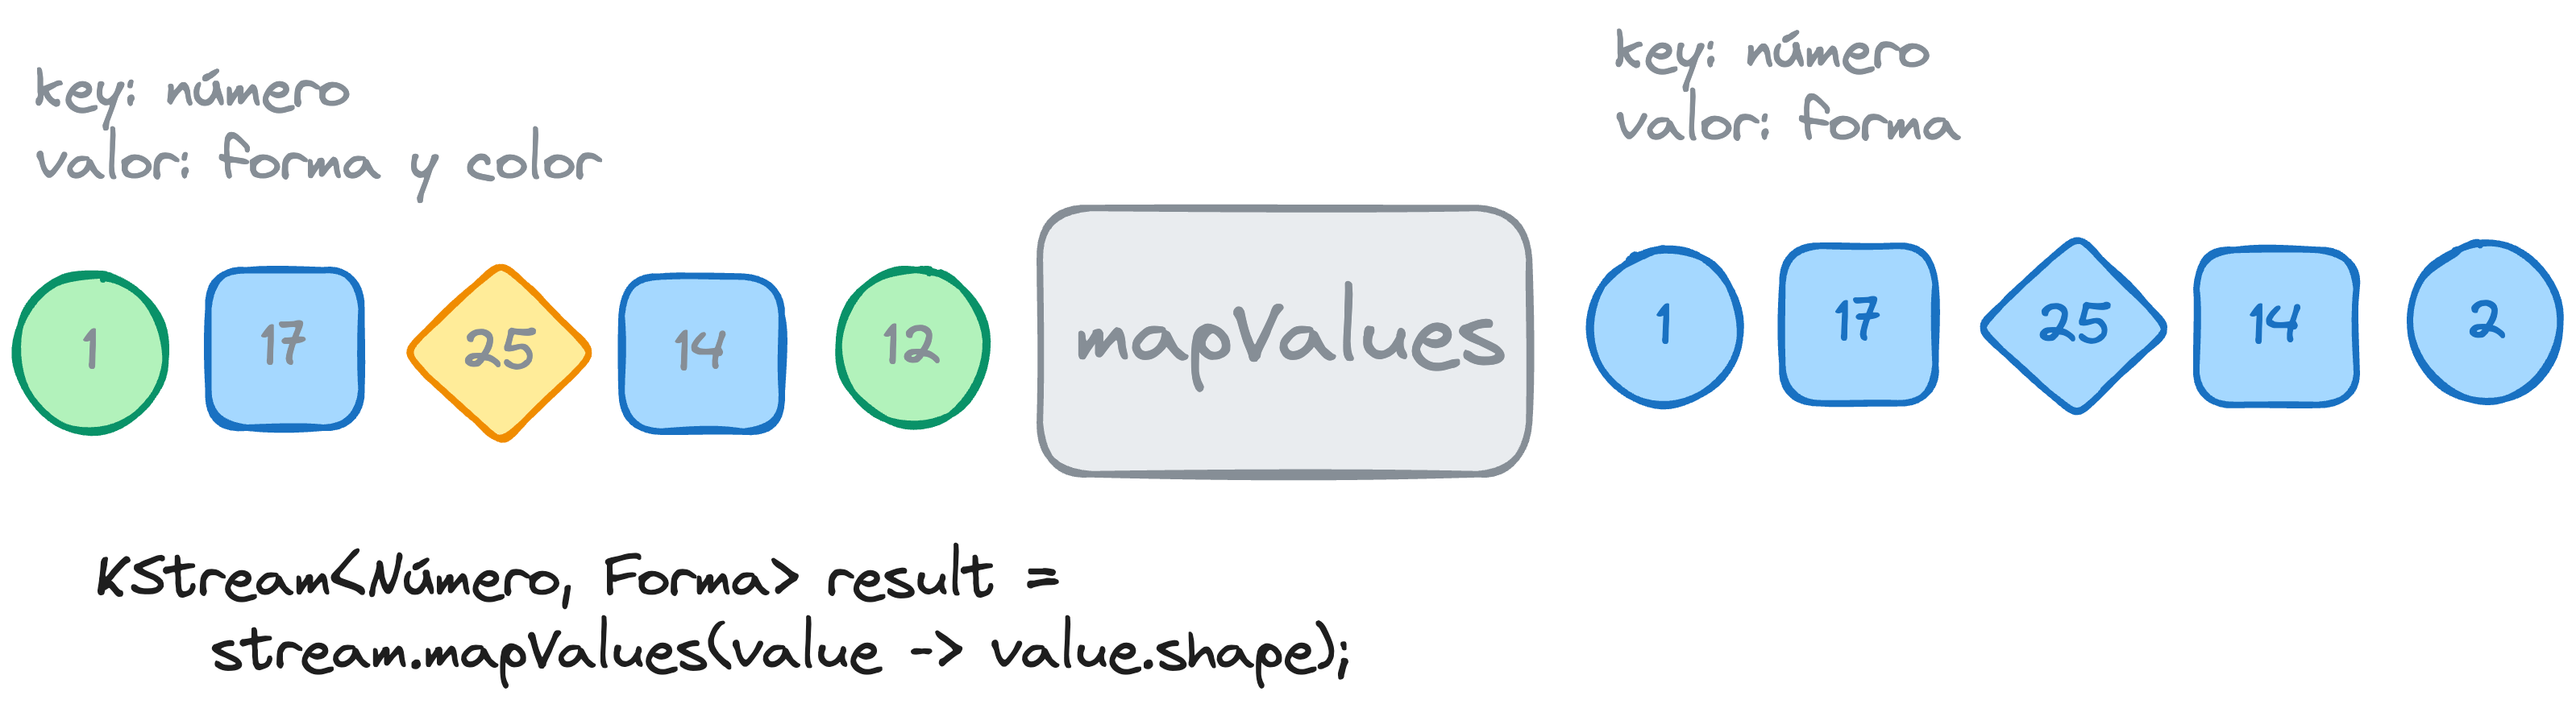 key: número
valor: forma y color
key: número
valor: forma
1 17 25 14 12
mapValues
1 17 25 14 2
KStream<Número, Forma> result =
stream.mapValues(value -> value.shape);